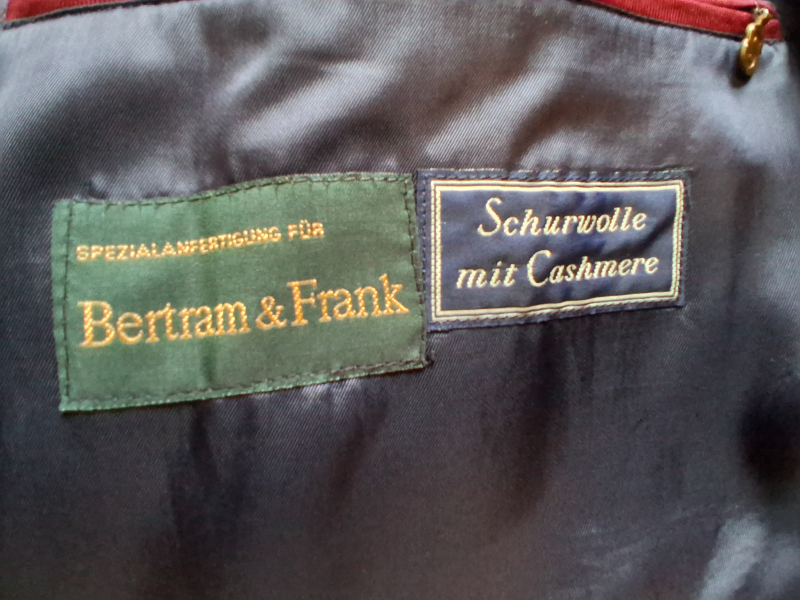 SPEZIALANFERTIGUNG FÜR
Bertram & Frank
Schurwolle
mit Cashmere